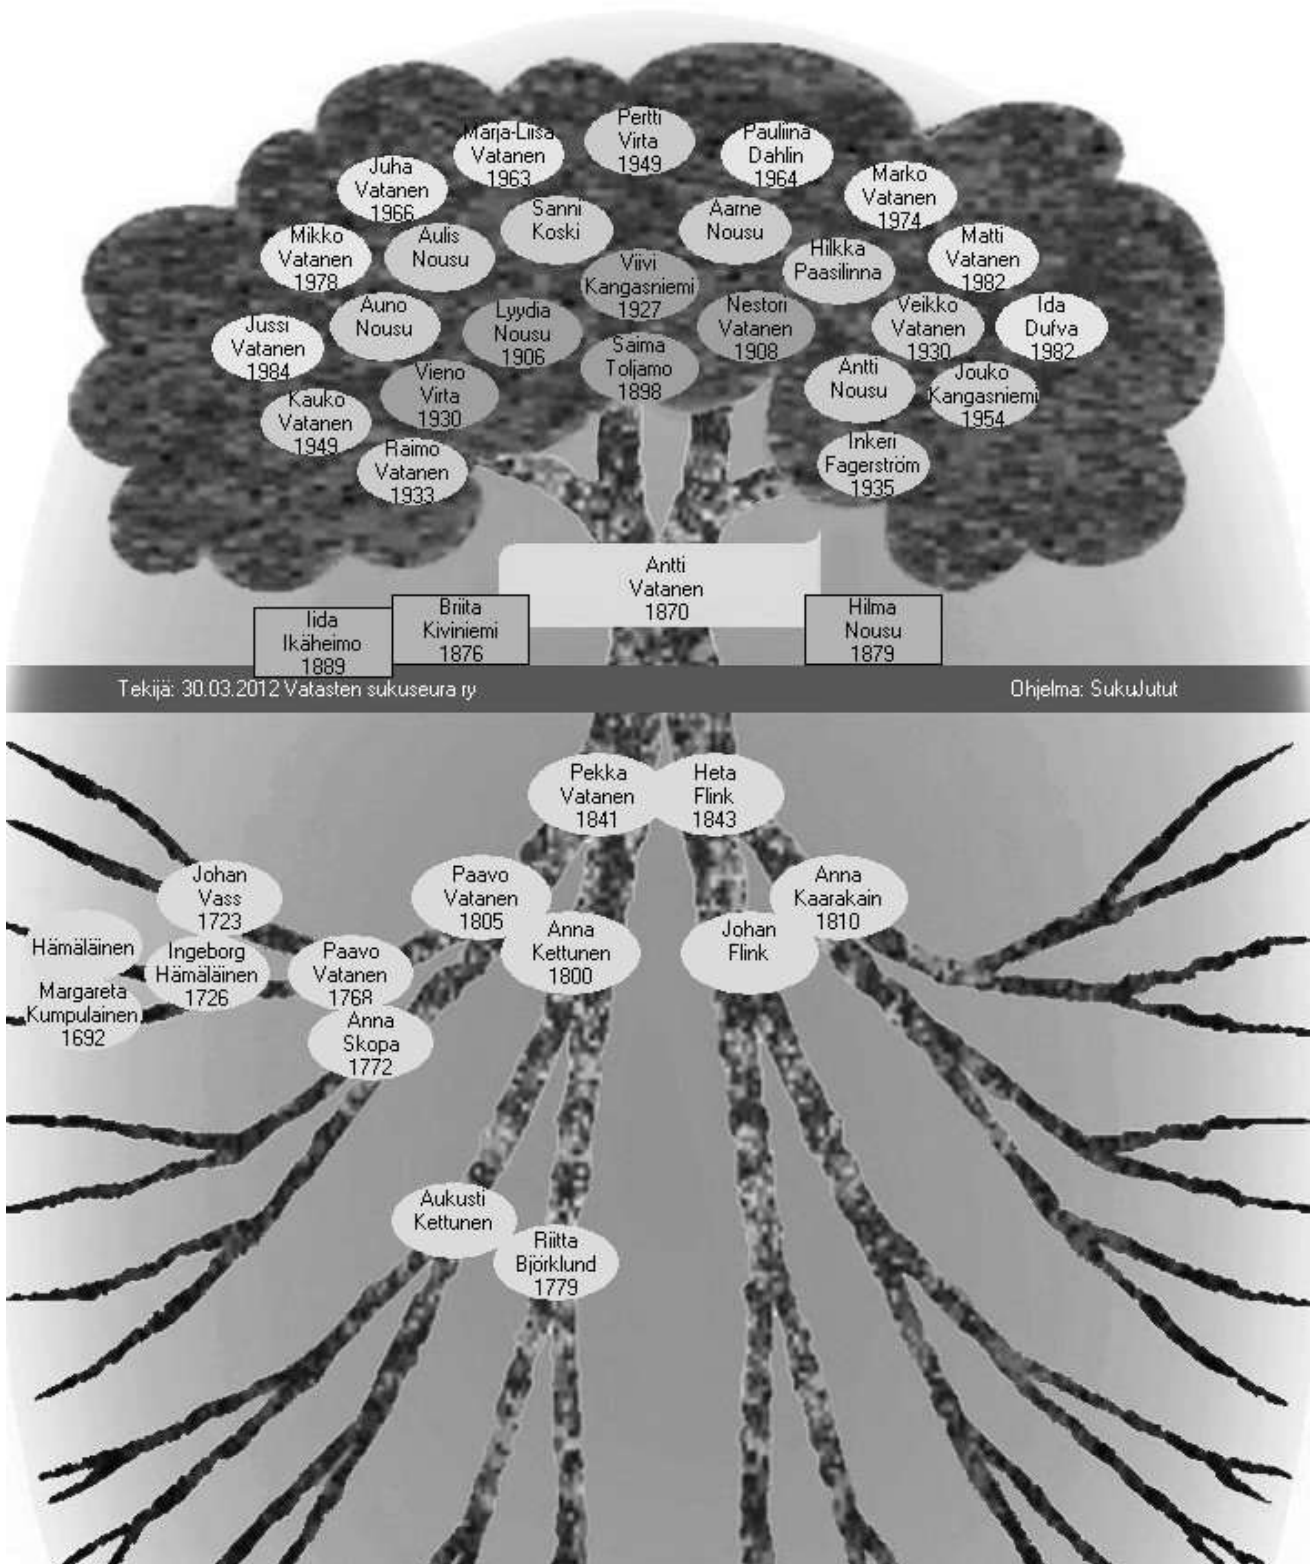 Pertti
Virta
1949
Marja-Liisa
Vatanen
1963
Pauliina
Dahlin
1964
Juha
Vatanen
1966
Marko
Vatanen
1974
Sanni
Koski
Aarne
Nousu
Mikko
Vatanen
1978
Aulis
Nousu
Viivi
Kangasniemi
1927
Hilkka
Paasilinna
Matti
Vatanen
1982
Auno
Nousu
Lyydia
Nousu
1906
Nestori
Vatanen
1908
Veikko
Vatanen
1930
Ida
Dufva
1982
Jussi
Vatanen
1984
Saima
Toljamo
1898
Vieno
Virta
1930
Antti
Nousu
Jouko
Kangasniemi
1954
Kauko
Vatanen
1949
Raimo
Vatanen
1933
Inkeri
Fagerström
1935
Antti
Vatanen
1870
Iida
Ikäheimo
1889
Briita
Kiviniemi
1876
Hilma
Nousu
1879
Tekijä: 30.03.2012 Vatasten sukuseura ry
Ohjelma: SukuJutut
Pekka
Vatanen
1841
Heta
Flink
1843
Johan
Vass
1723
Paavo
Vatanen
1805
Anna
Kaarakain
1810
Hämäläinen
Ingeborg
Hämäläinen
1726
Paavo
Vatanen
1768
Anna
Kettunen
1800
Johan
Flink
Margareta
Kumpulainen
1692
Anna
Skopa
1772
Aukusti
Kettunen
Riitta
Björklund
1779